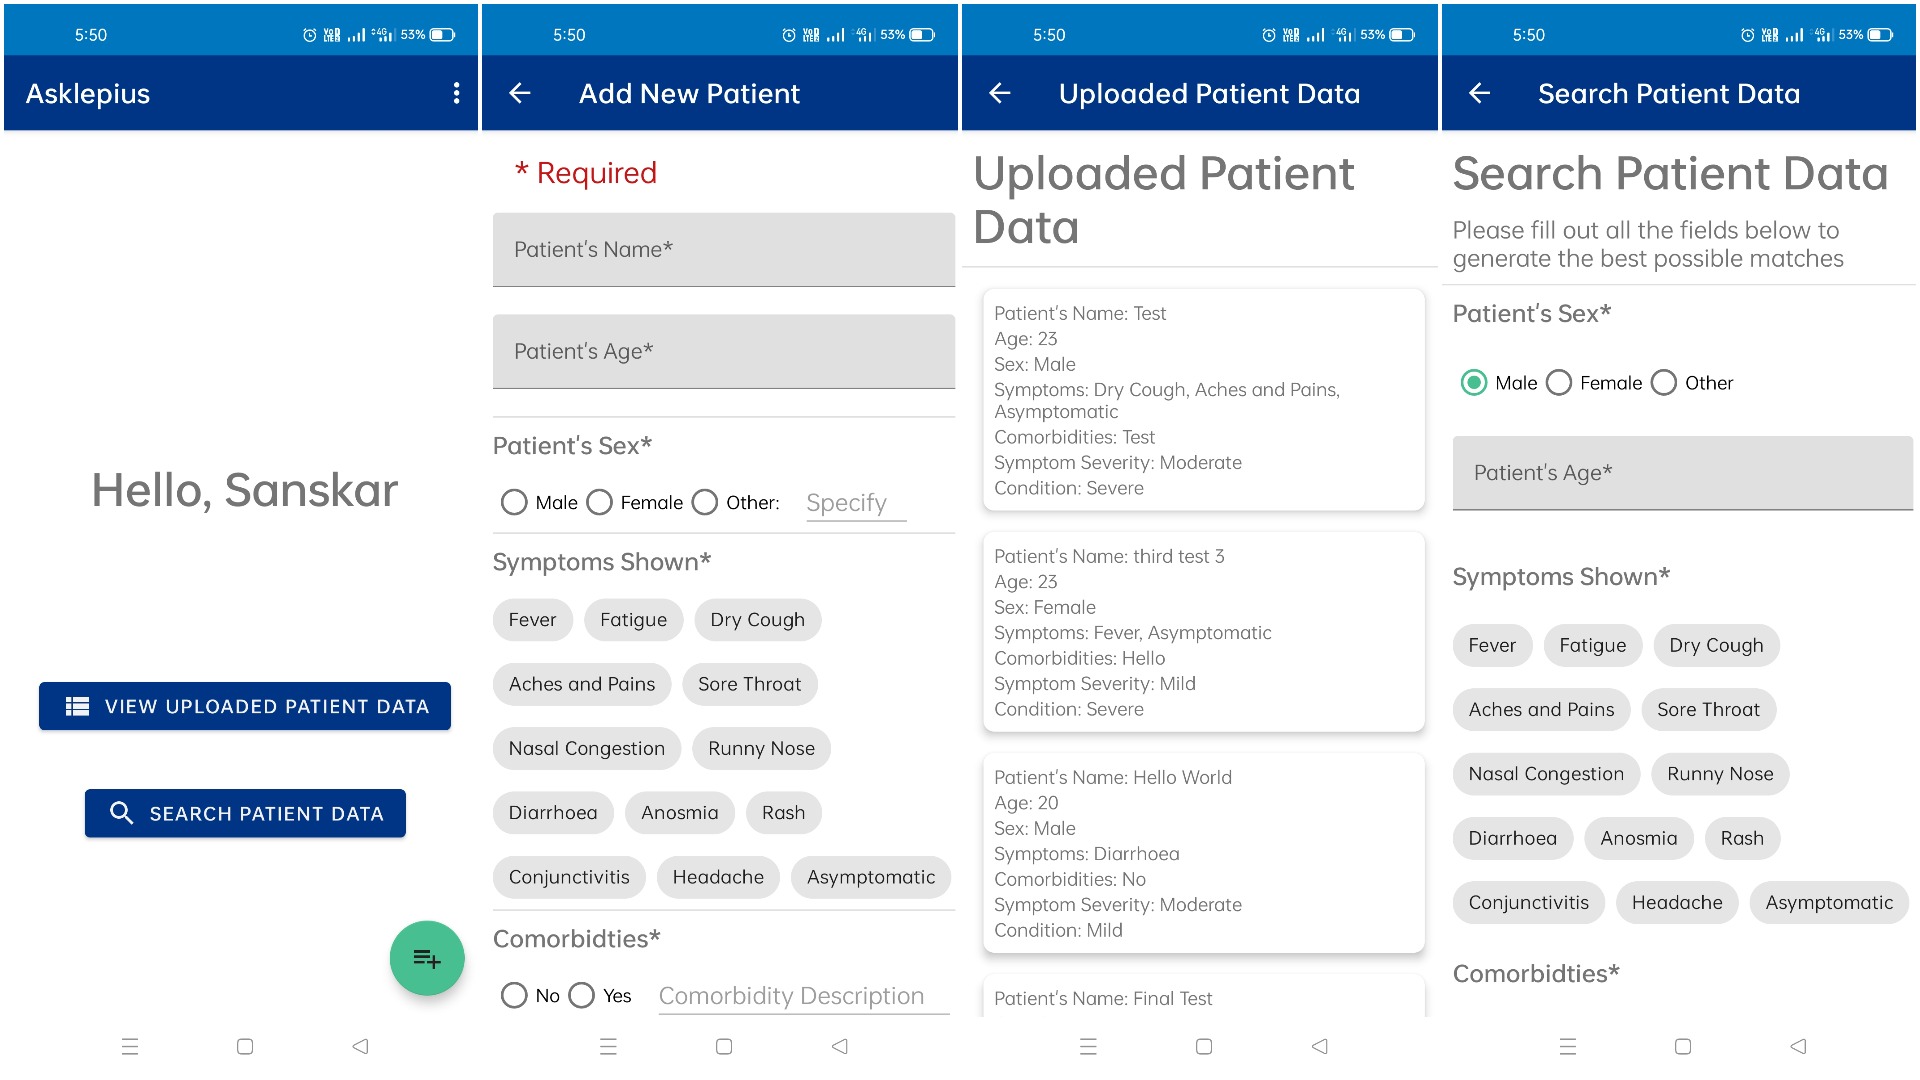 5:50
VoLTE 4G 53%
Asklepius
Hello, Sanskar
VIEW UPLOADED PATIENT DATA
SEARCH PATIENT DATA
5:50
VoLTE 4G 53%
Add New Patient
* Required
Patient's Name*
Patient's Age*
Patient's Sex*
Male Female Other: Specify
Symptoms Shown*
Fever Fatigue Dry Cough
Aches and Pains Sore Throat
Nasal Congestion Runny Nose
Diarrhoea Anosmia Rash
Conjunctivitis Headache Asymptomatic
Comorbidties*
No Yes Comorbidity Description
5:50
VoLTE 4G 53%
Uploaded Patient Data
Uploaded Patient
Data
Patient's Name: Test
Age: 23
Sex: Male
Symptoms: Dry Cough, Aches and Pains,
Asymptomatic
Comorbidities: Test
Symptom Severity: Moderate
Condition: Severe
Patient's Name: third test 3
Age: 23
Sex: Female
Symptoms: Fever, Asymptomatic
Comorbidities: Hello
Symptom Severity: Mild
Condition: Severe
Patient's Name: Hello World
Age: 20
Sex: Male
Symptoms: Diarrhoea
Comorbidities: No
Symptom Severity: Moderate
Condition: Mild
Patient's Name: Final Test
5:50
VoLTE 4G 53%
Search Patient Data
Search Patient Data
Please fill out all the fields below to
generate the best possible matches
Patient's Sex*
Male Female Other
Patient's Age*
Symptoms Shown*
Fever Fatigue Dry Cough
Aches and Pains Sore Throat
Nasal Congestion Runny Nose
Diarrhoea Anosmia Rash
Conjunctivitis Headache Asymptomatic
Comorbidties*